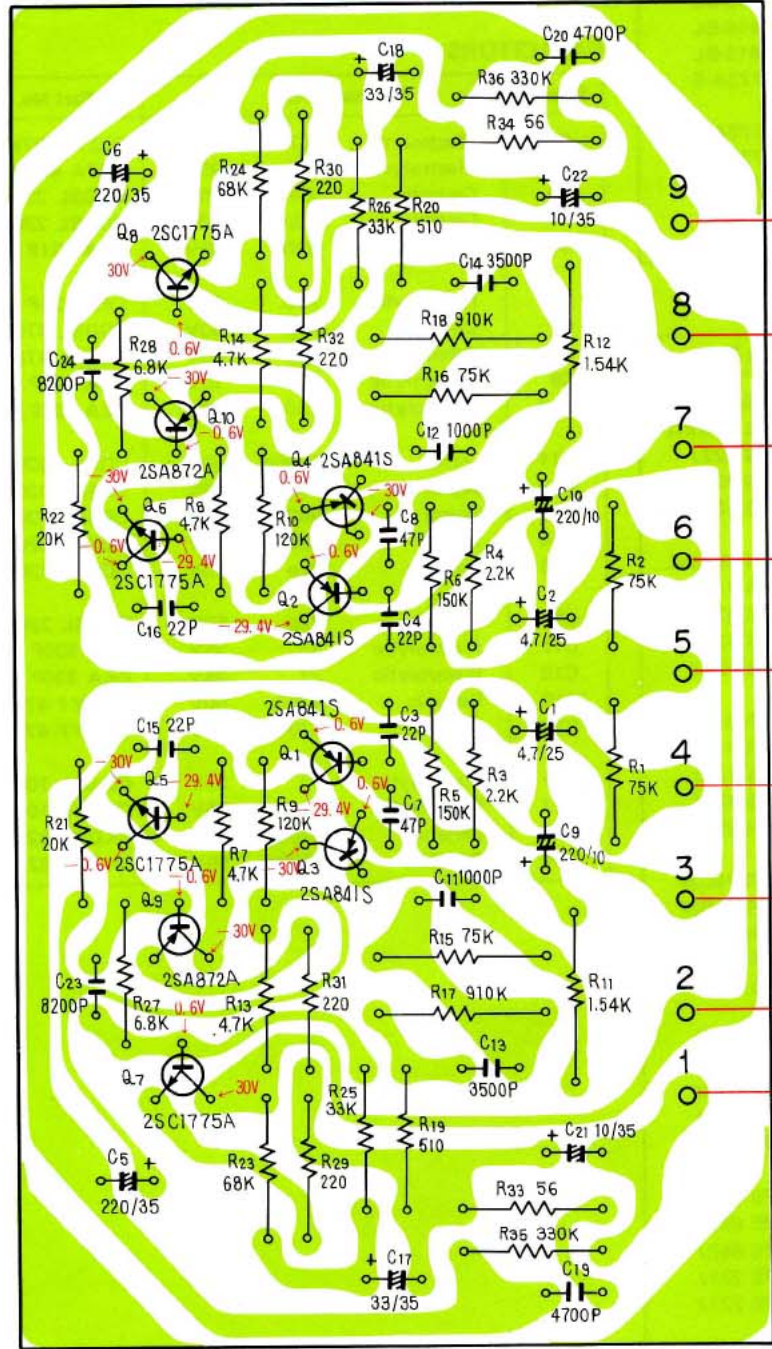 C20 4700P
C18
+
33/35
R36 330K
R34 56
C6
+
220/35
R24
68K
R30
220
R26
33K
R20
510
+
C22
10/35
9
Q8
2SC1775A
30V
0.6V
C14 3500P
8
R28
6.8K
R14
4.7K
R32
220
R18 910K
R12
1.54K
C24
8200P
-30V
R16 75K
Q10
-0.6V
2SA872A
C12 1000P
7
Q4
2SA841S
0.6V
-30V
-30V
Q6
R8
4.7K
R10
120K
C8
47P
+
C10
220/10
R22
20K
-0.6V
-29.4V
2SC1775A
0.6V
R6
150K
R4
2.2K
R2
75K
6
Q2
-29.4V
2SA841S
C16 22P
C4
22P
+
C2
4.7/25
5
2SA841S
C15 22P
0.6V
C3
22P
+
C1
4.7/25
-30V
Q5
-29.4V
Q1
0.6V
R5
150K
R3
2.2K
R1
75K
4
R21
20K
-0.6V
2SC1775A
R7
4.7K
R9
120K
-29.4V
-30V
Q3
2SA841S
C7
47P
C9
220/10
+
Q9
-0.6V
C11 1000P
3
-30V
2SA872A
R15 75K
C23
8200P
R27
6.8K
R13
4.7K
R31
220
R17 910K
R11
1.54K
2
0.6V
Q7
-30V
2SC1775A
C13
3500P
1
R25
33K
R19
510
R23
68K
R29
220
C21 10/35
+
C5
+
220/35
R33 56
R35 330K
+
C17
33/35
C19
4700P